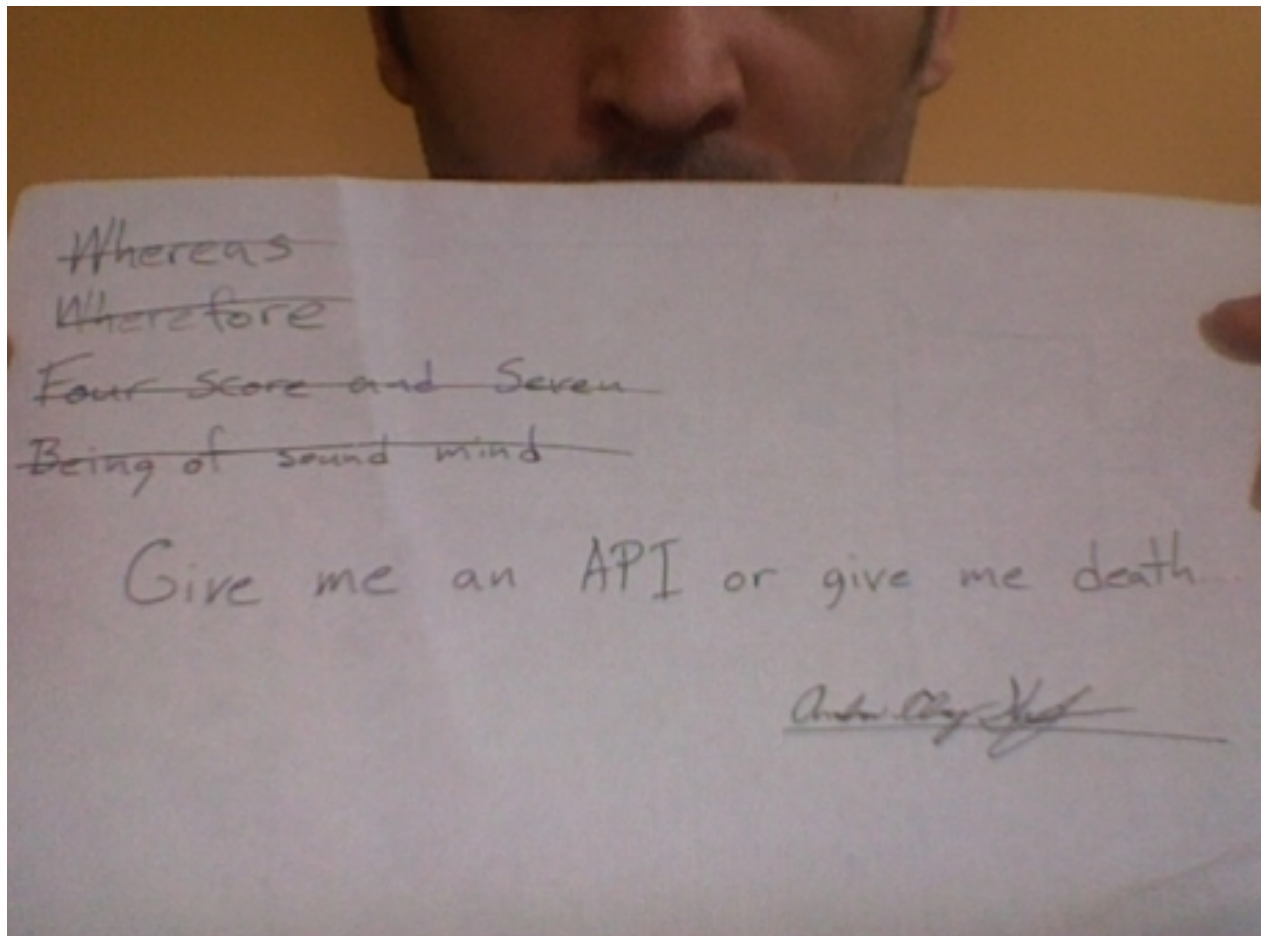 Whereas
Wherefore
Four Score and Seven
Being of sound mind
Give me an API or give me death